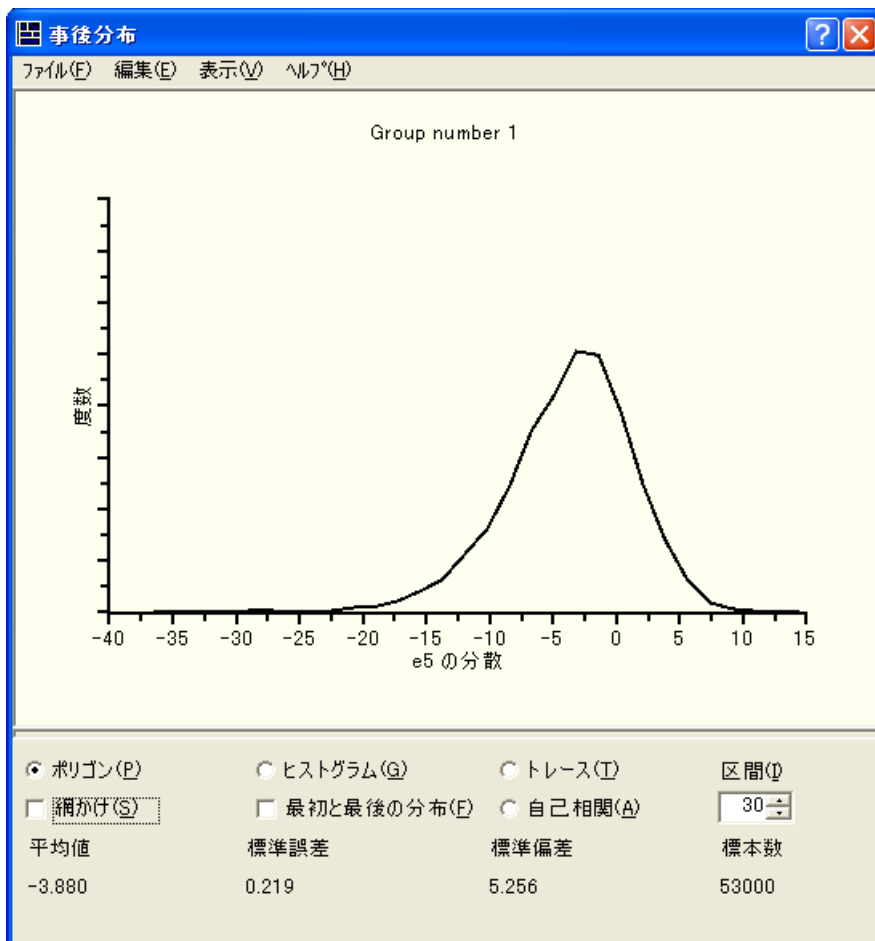 事後分布
ファイル(F) 編集(E) 表示(V) ヘルプ(H)
Group number 1
度数
-40 -35 -30 -25 -20 -15 -10 -5 0 5 10 15
e5 の分散
ポリゴン(P) ヒストグラム(G) トレース(T) 区間(I)
網かけ(S) 最初と最後の分布(F) 自己相関(A) 30
平均値 標準誤差 標準偏差 標本数
-3.880 0.219 5.256 53000